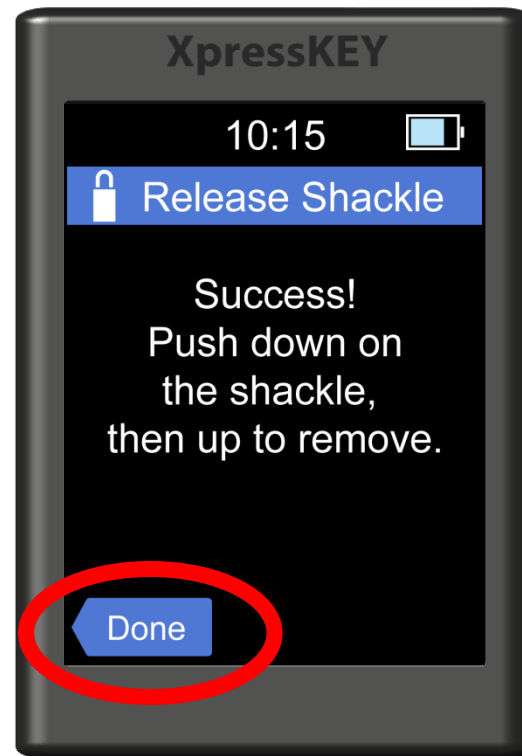 XpressKEY
10:15
Release Shackle
Success!
Push down on
the shackle,
then up to remove.
Done